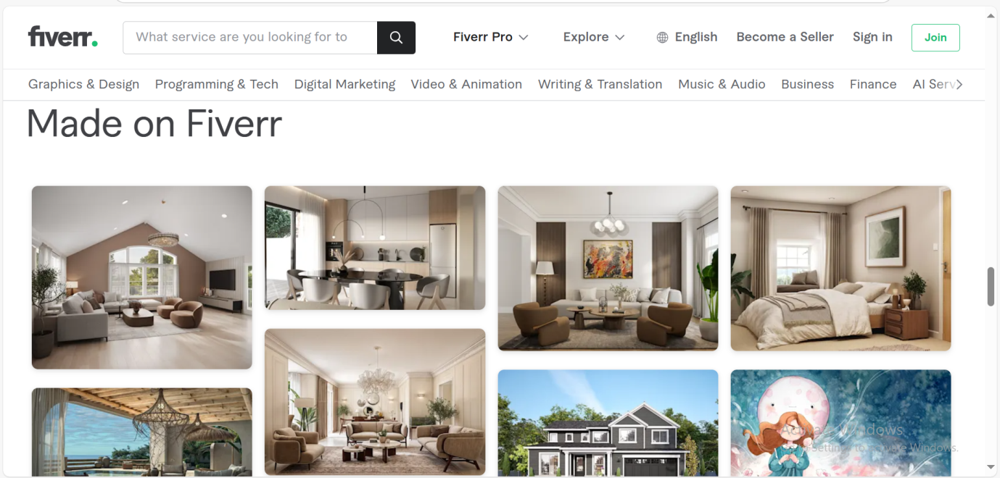 fiverr.
What service are you looking for to
Fiverr Pro
Explore
English
Become a Seller
Sign in
Join
Graphics & Design
Programming & Tech
Digital Marketing
Video & Animation
Writing & Translation
Music & Audio
Business
Finance
AI Serv
Made on Fiverr
Activate Windows
Settings to activate Windows.